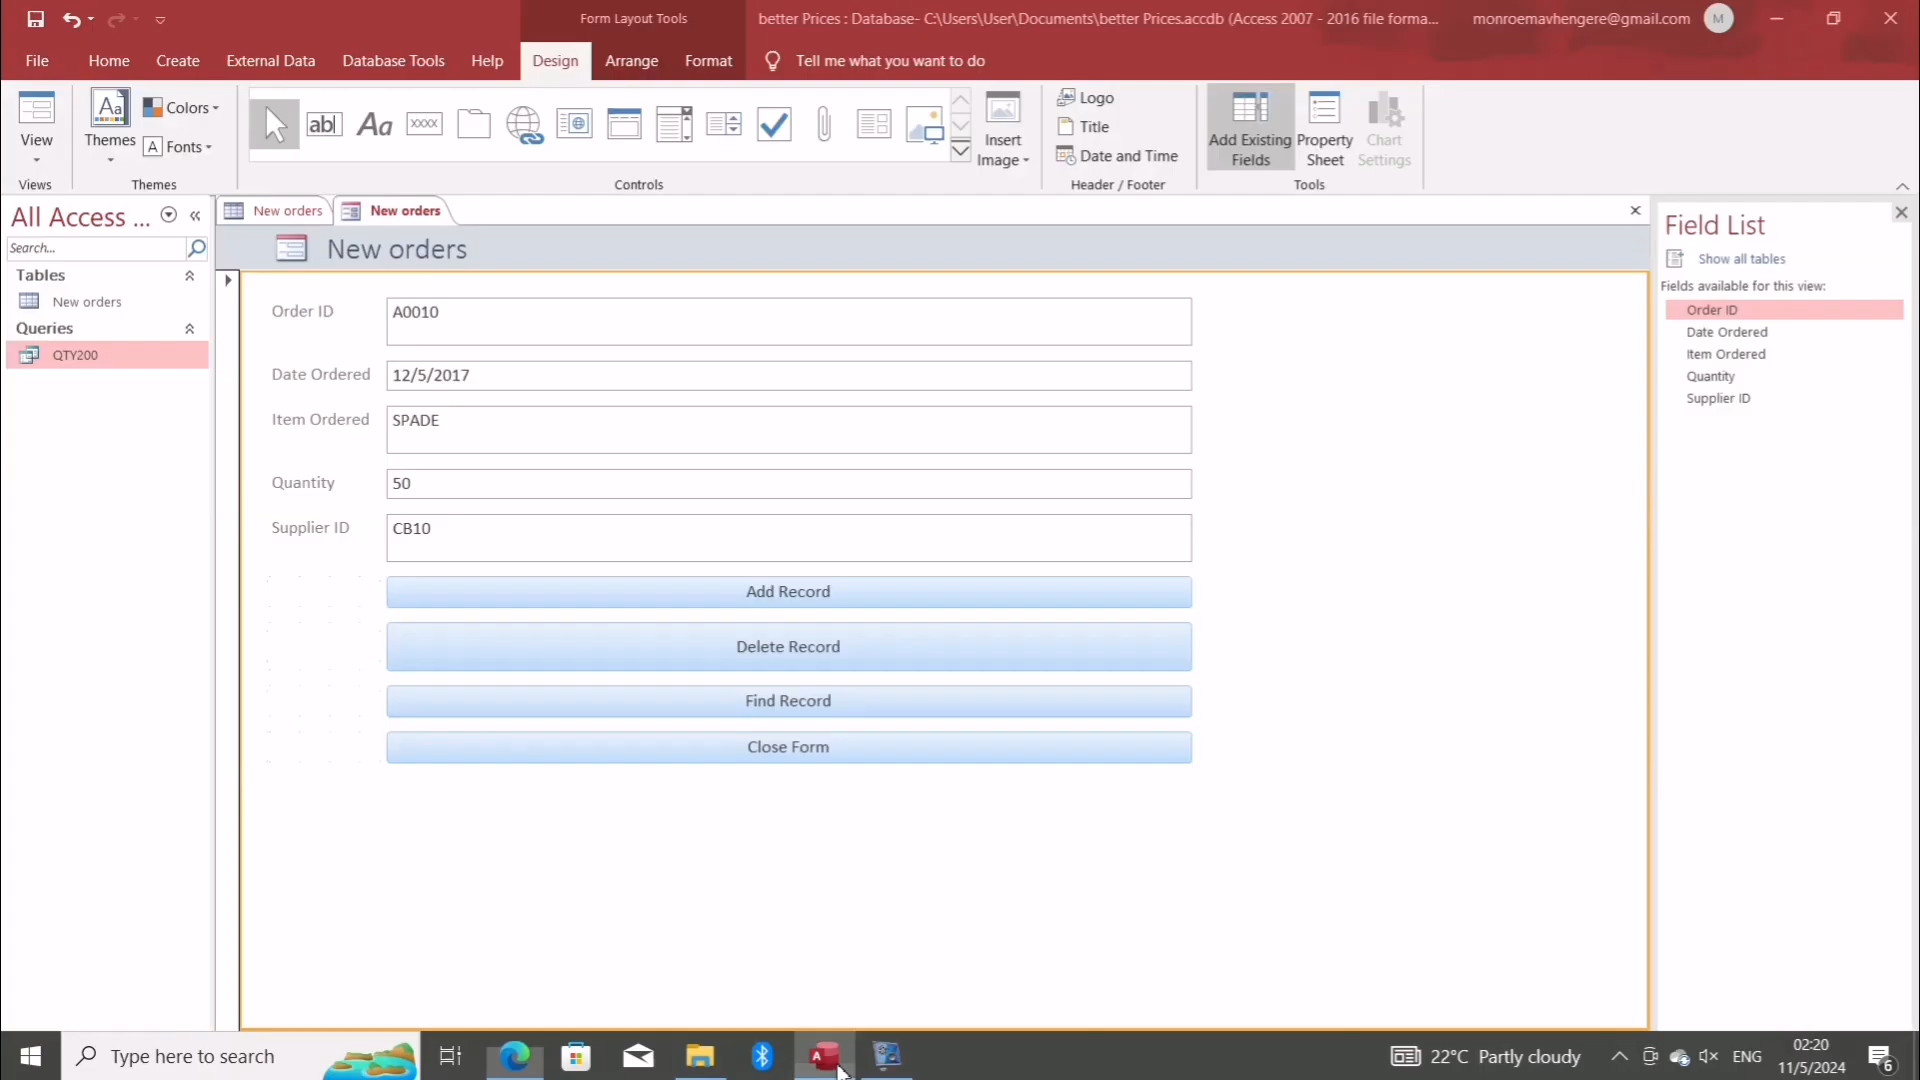 Form Layout Tools
better Prices : Database- C:\Users\User\Documents\better Prices.accdb (Access 2007 - 2016 file forma...
monroemavhengere@gmail.com
M
File Home Create External Data Database Tools Help Design Arrange Format Tell me what you want to do
View
Views
Aa
Themes
Colors
A Fonts
Themes
ab
Aa
xxxx
Controls
Insert
Image
Logo
Title
Date and Time
Header / Footer
Add Existing
Fields
Property
Sheet
Chart
Settings
Tools
All Access ...
Search...
Tables
New orders
Queries
QTY200
New orders
New orders
New orders
Order ID A0010
Date Ordered 12/5/2017
Item Ordered SPADE
Quantity 50
Supplier ID CB10
Add Record
Delete Record
Find Record
Close Form
Field List
Show all tables
Fields available for this view:
Order ID
Date Ordered
Item Ordered
Quantity
Supplier ID
Type here to search
A
22°C Partly cloudy
ENG
02:20
11/5/2024
6